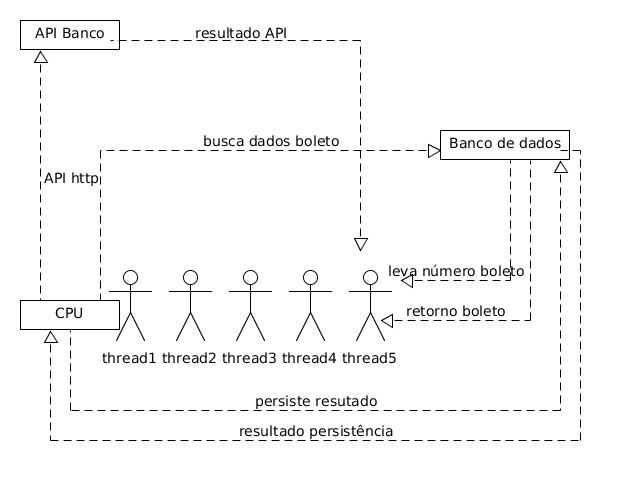 API Banco
resultado API
busca dados boleto
Banco de dados
API http
leva número boleto
CPU
retorno boleto
thread1 thread2 thread3 thread4 thread5
persiste resutado
resultado persistência